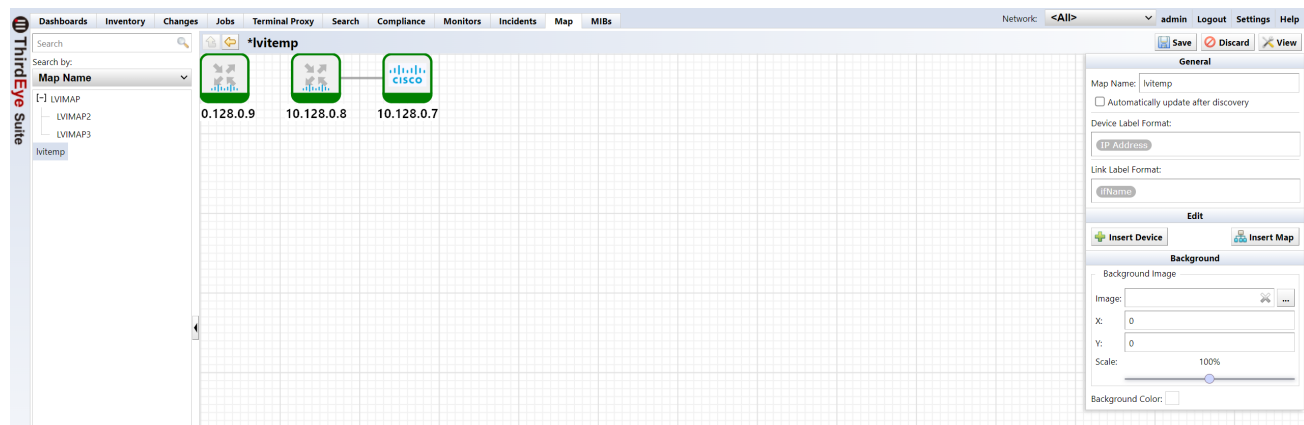 Dashboards Inventory Changes Jobs Terminal Proxy Search Compliance Monitors Incidents Map MIBs Network: <All> admin Logout Settings Help
ThirdEye Suite
Search
*lvitemp
Save Discard View
Search by:
Map Name
[-] LVIMAP
LVIMAP2
LVIMAP3
lvitemp
CISCO
0.128.0.9 10.128.0.8 10.128.0.7
General
Map Name: lvitemp
Automatically update after discovery
Device Label Format:
IP Address
Link Label Format:
ifName
Edit
Insert Device Insert Map
Background
Background Image
Image: ...
X: 0
Y: 0
Scale: 100%
Background Color: